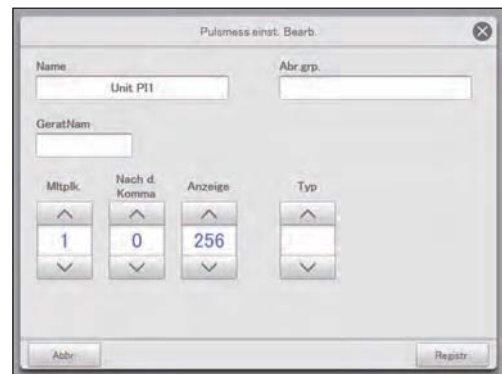 Pulsmess einst. Bearb.
Name
Abr.grp.
Unit PI1
GeratNam
Mltplk.
Nach d.
Komma
Anzeige
Typ
1
0
256
Abbr
Registr